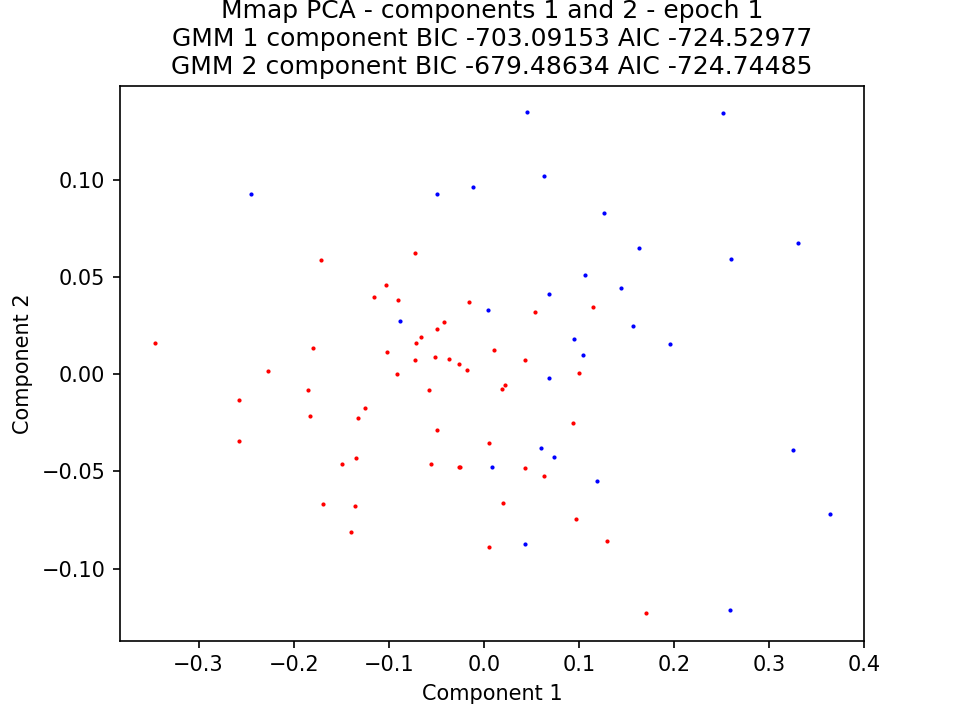 Mmap PCA - components 1 and 2 - epoch 1
GMM 1 component BIC -703.09153 AIC -724.52977
GMM 2 component BIC -679.48634 AIC -724.74485
0.10
0.05
0.00
−0.05
−0.10
Component 2
−0.3 −0.2 −0.1 0.0 0.1 0.2 0.3 0.4
Component 1